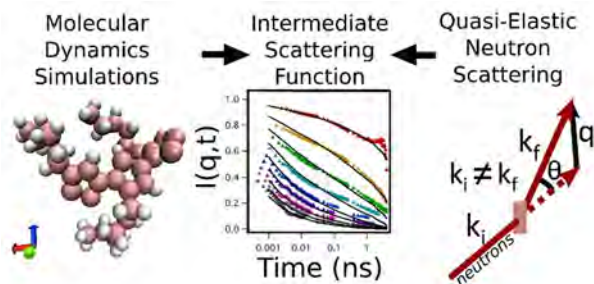 Molecular
Dynamics
Simulations
Intermediate
Scattering
Function
Quasi-Elastic
Neutron
Scattering
I(q,t)
1.0
0.8
0.6
0.4
0.2
0.0
0.001
0.01
0.1
1
Time (ns)
k_f
q
k_i ≠ k_f
θ
k_i
neutrons